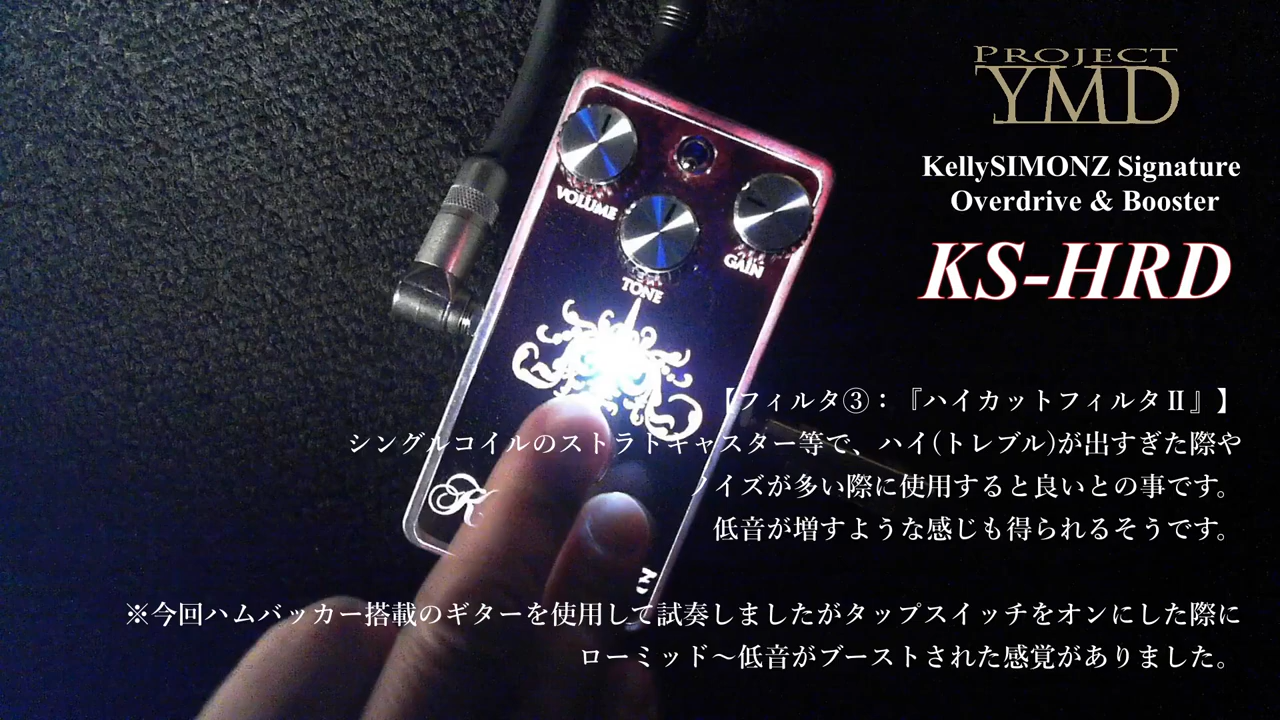 PROJECT
YMD
KellySIMONZ Signature
Overdrive & Booster
KS-HRD
VOLUME
GAIN
TONE
【フィルタ③：『ハイカットフィルタⅡ』】
シングルコイルのストラトキャスター等で、ハイ(トレブル)が出すぎた際や
ノイズが多い際に使用すると良いとの事です。
低音が増すような感じも得られるそうです。
K
※今回ハムバッカー搭載のギターを使用して試奏しましたがタップスイッチをオンにした際に
ローミッド～低音がブーストされた感覚がありました。